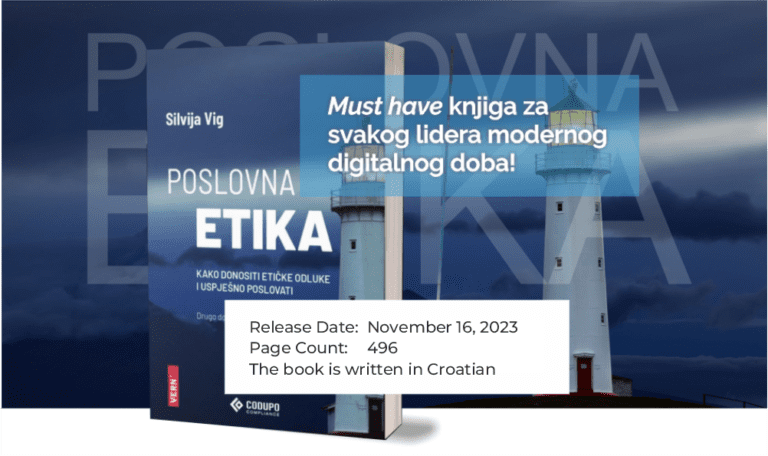 POSLOVNA
ETIKA
Silvija Vig
POSLOVNA
ETIKA
KAKO DONOSITI ETIČKE ODLUKE
I USPJEŠNO POSLOVATI
Drugo
VERN'
CODUPO
COMPLIANCE
Must have knjiga za
svakog lidera modernog
digitalnog doba!
Release Date: November 16, 2023
Page Count: 496
The book is written in Croatian